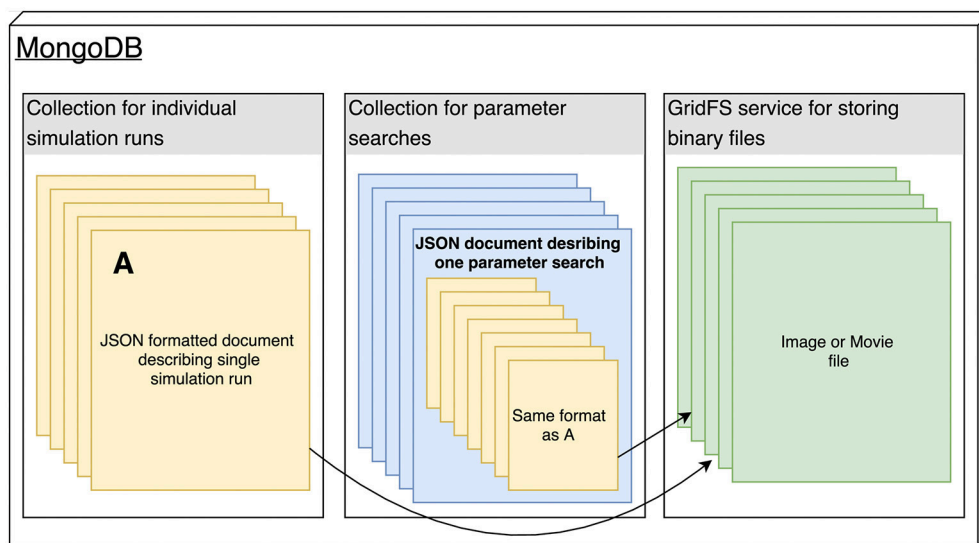 MongoDB
Collection for individual
simulation runs
A
JSON formatted document
describing single
simulation run
Collection for parameter
searches
JSON document desribing
one parameter search
Same format
as A
GridFS service for storing
binary files
Image or Movie
file